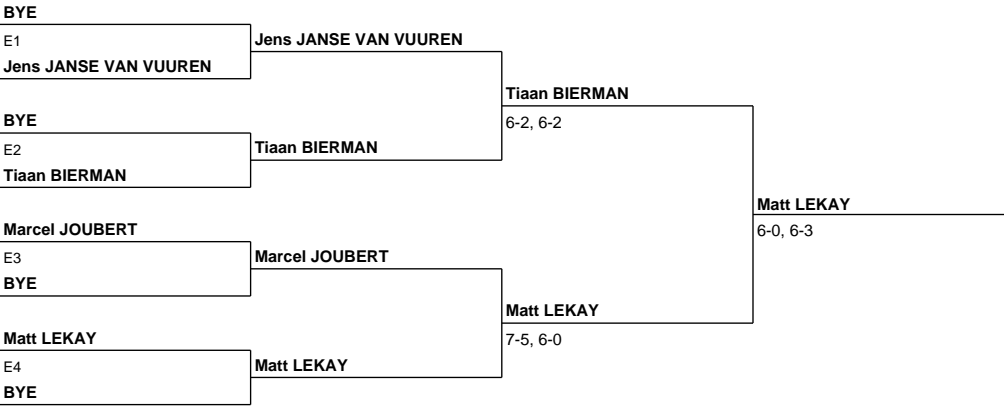 BYE
E1
Jens JANSE VAN VUUREN
BYE
E2
Tiaan BIERMAN
Marcel JOUBERT
E3
BYE
Matt LEKAY
E4
BYE
Jens JANSE VAN VUUREN
Tiaan BIERMAN
Marcel JOUBERT
Matt LEKAY
Tiaan BIERMAN
6-2, 6-2
Matt LEKAY
7-5, 6-0
Matt LEKAY
6-0, 6-3